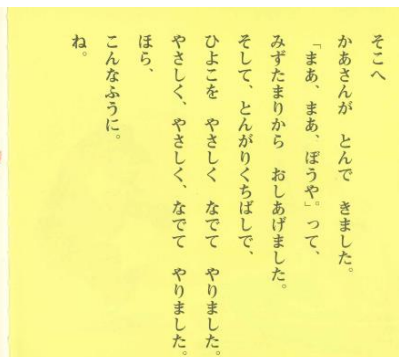 そこへ
かあさんが　とんで　きました。
「まあ、まあ、ぼうや。」って、
みずたまりから　おしあげました。
そして、とんがりくちばしで、
ひよこを　やさしく　なでて　やりました。
やさしく、やさしく、なでて　やりました。
ほら、
こんなふうに。
ね。